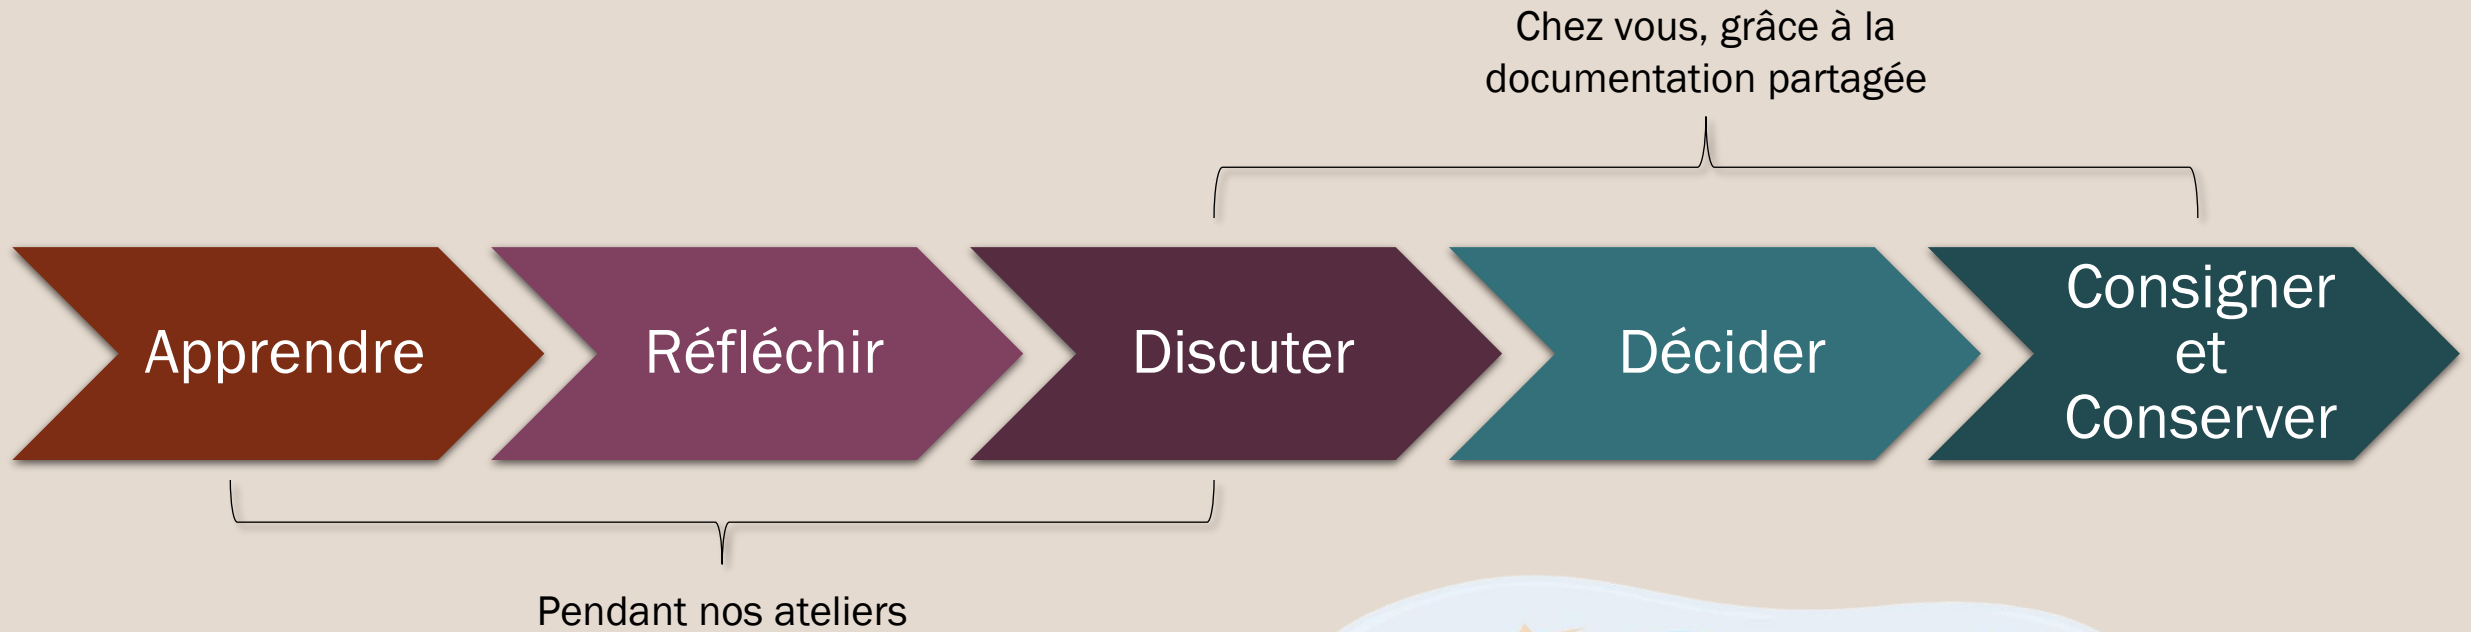 Chez vous, grâce à la
documentation partagée
Apprendre
Réfléchir
Discuter
Décider
Consigner
et
Conserver
Pendant nos ateliers